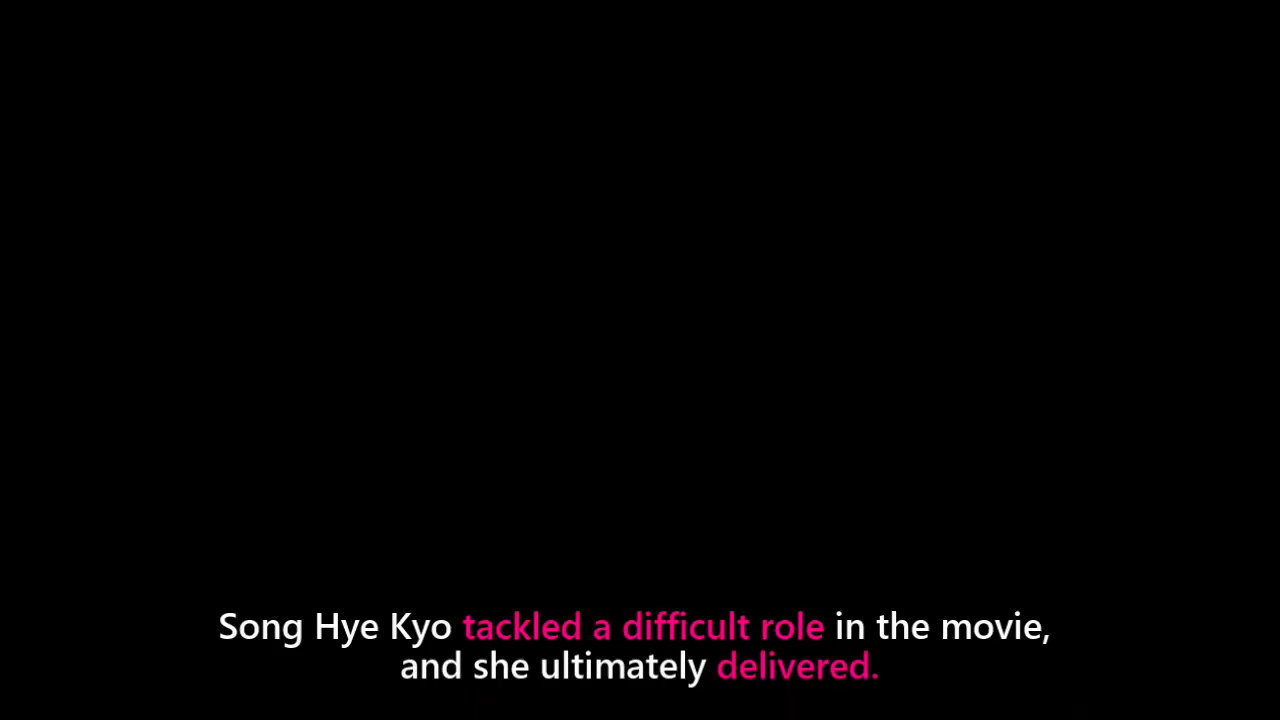 Song Hye Kyo tackled a difficult role in the movie,
and she ultimately delivered.